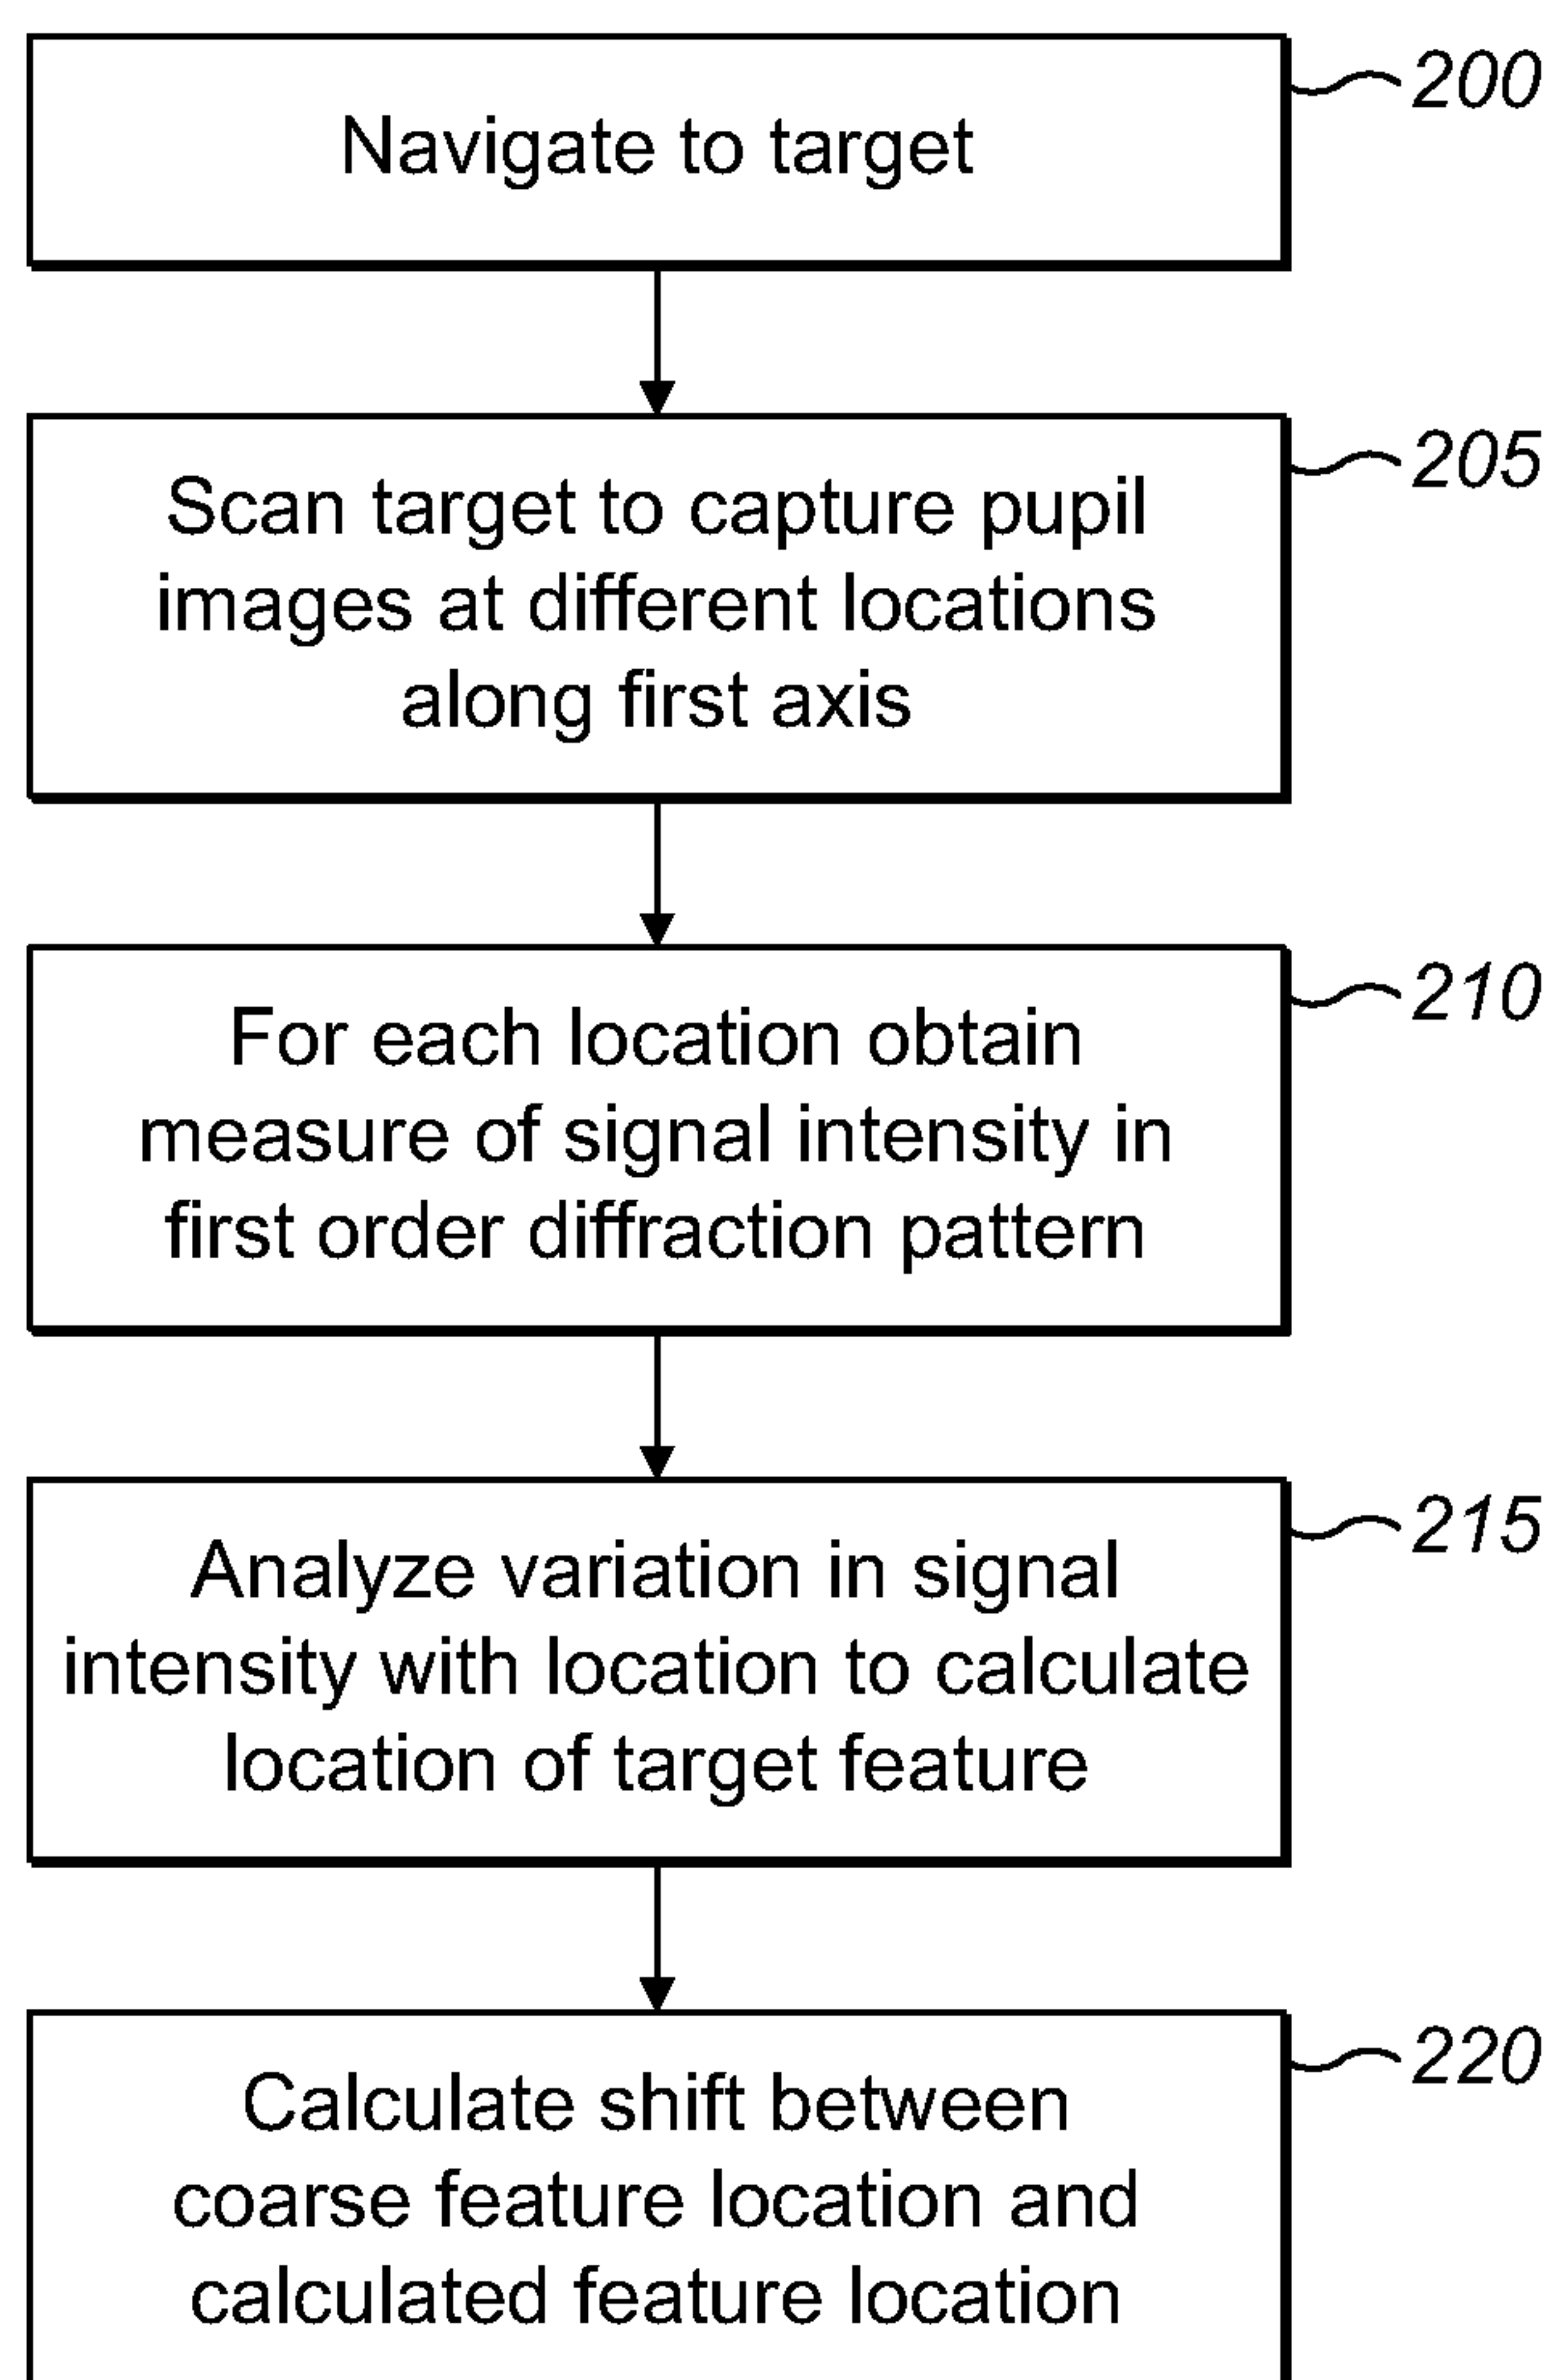 Navigate to target
200
Scan target to capture pupil
images at different locations
along first axis
205
For each location obtain
measure of signal intensity in
first order diffraction pattern
210
Analyze variation in signal
intensity with location to calculate
location of target feature
215
Calculate shift between
coarse feature location and
calculated feature location
220